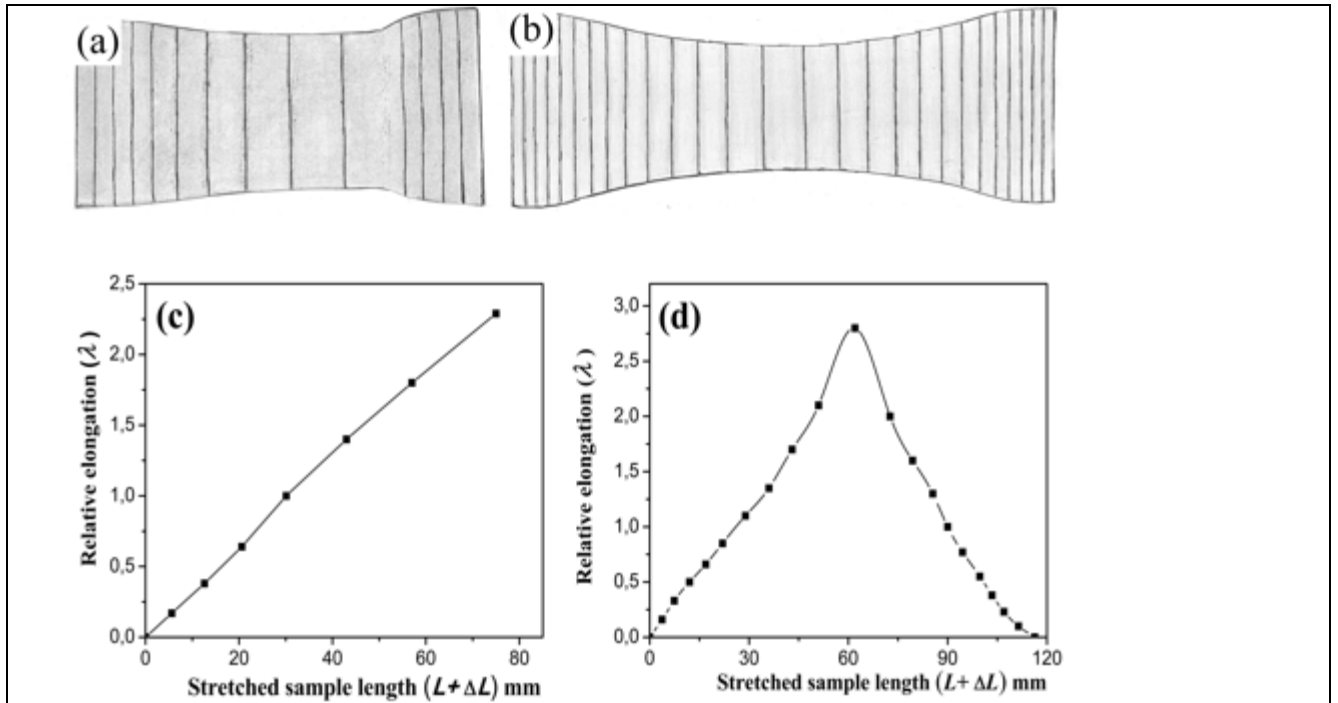 (a)
(b)
(c)
2,5
2,0
1,5
1,0
0,5
0,0
Relative elongation (λ)
0 20 40 60 80
Stretched sample length (L+ΔL) mm
(d)
3,0
2,5
2,0
1,5
1,0
0,5
0,0
Relative elongation (λ)
0 30 60 90 120
Stretched sample length (L+ΔL) mm